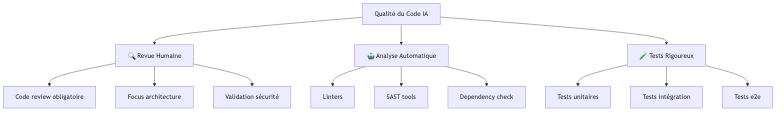 Qualité du Code IA
🔍 Revue Humaine
🤖 Analyse Automatique
🧪 Tests Rigoureux
Code review obligatoire
Focus architecture
Validation sécurité
Linters
SAST tools
Dependency check
Tests unitaires
Tests intégration
Tests e2e